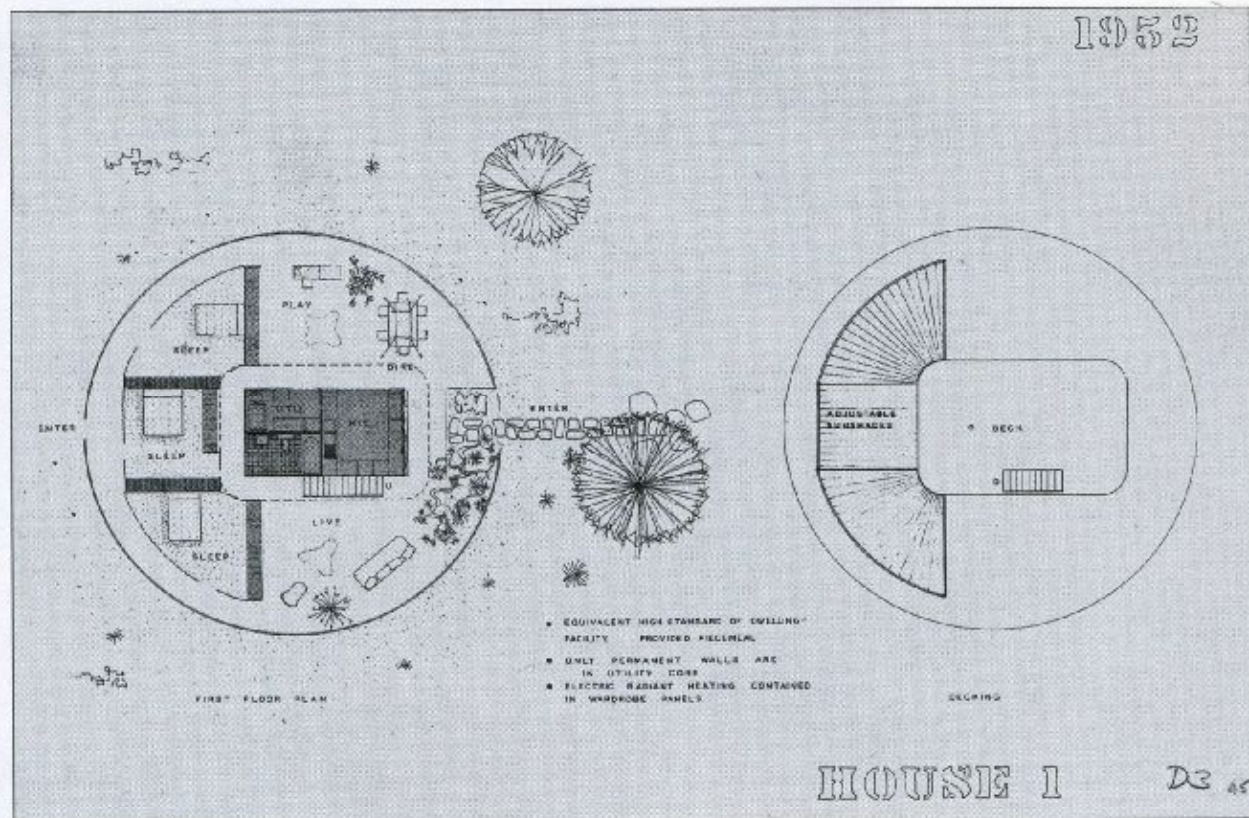 1952
PLAY
SLEEP
DINE
UTIL
KIT
ENTER
ENTER
SLEEP
U
LIVE
SLEEP
ADJUSTABLE
SUNSHADES
DECK
• EQUIVALENT HIGH STANDARD OF DWELLING-
FACILITY PROVIDED PIECEMEAL
• ONLY PERMANENT WALLS ARE
IN UTILITY CORE
• ELECTRIC RADIANT HEATING CONTAINED
IN WARDROBE PANELS
FIRST FLOOR PLAN
DECKING
HOUSE 1
D3 45